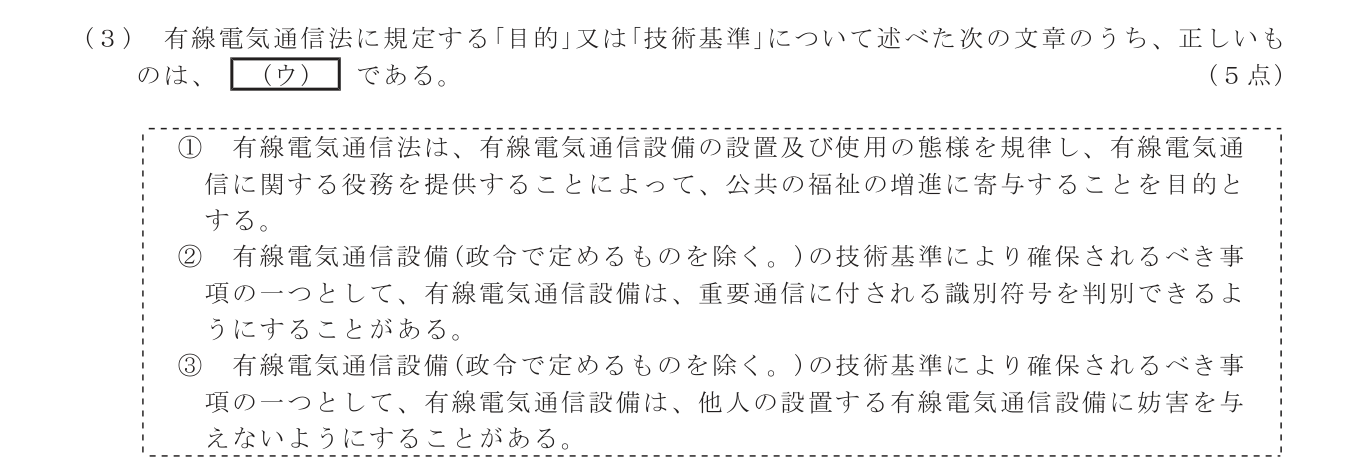 (３)　有線電気通信法に規定する｢目的｣又は｢技術基準｣について述べた次の文章のうち、正しいも
のは、 (ウ) である。 (５点)
①　有線電気通信法は、有線電気通信設備の設置及び使用の態様を規律し、有線電気通
信に関する役務を提供することによって、公共の福祉の増進に寄与することを目的と
する。
②　有線電気通信設備(政令で定めるものを除く。)の技術基準により確保されるべき事
項の一つとして、有線電気通信設備は、重要通信に付される識別符号を判別できるよ
うにすることがある。
③　有線電気通信設備(政令で定めるものを除く。)の技術基準により確保されるべき事
項の一つとして、有線電気通信設備は、他人の設置する有線電気通信設備に妨害を与
えないようにすることがある。